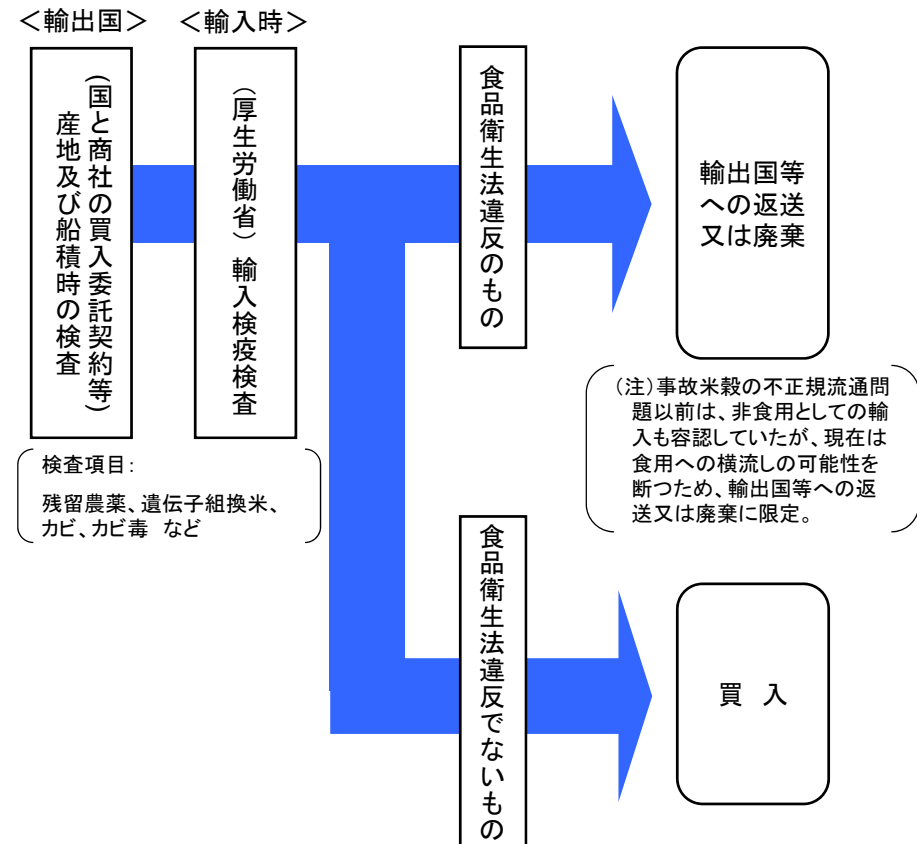 ＜輸出国＞
＜輸入時＞
（国と商社の買入委託契約等）
産地及び船積時の検査
（厚生労働省）輸入検疫検査
食品衛生法違反のもの
輸出国等
への返送
又は廃棄
（注）事故米穀の不正規流通問
題以前は、非食用としての輸
入も容認していたが、現在は
食用への横流しの可能性を
断つため、輸出国等への返
送又は廃棄に限定。
検査項目：
残留農薬、遺伝子組換米、
カビ、カビ毒　など
食品衛生法違反でないもの
買　入